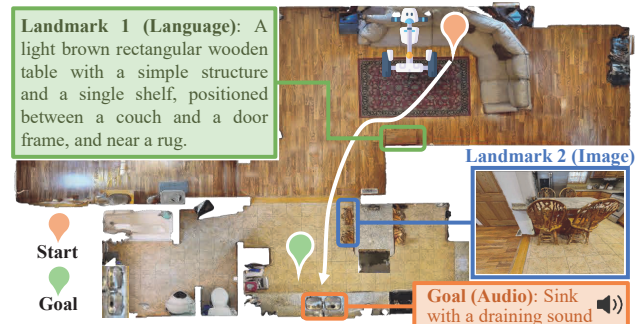 Landmark 1 (Language): A
light brown rectangular wooden
table with a simple structure
and a single shelf, positioned
between a couch and a door
frame, and near a rug.
Landmark 2 (Image)
Start
Goal
Goal (Audio): Sink
with a draining sound